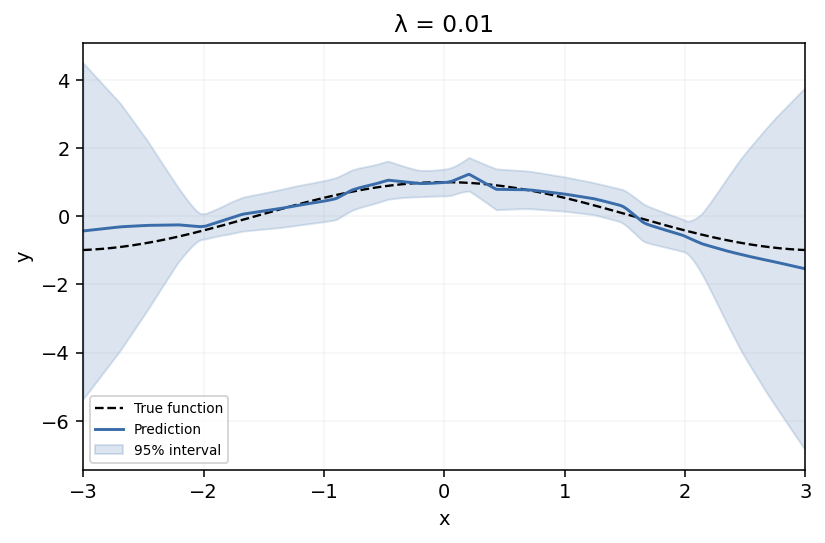 λ = 0.01
y
4
2
0
−2
−4
−6
True function
Prediction
95% interval
−3
−2
−1
0
1
2
3
x